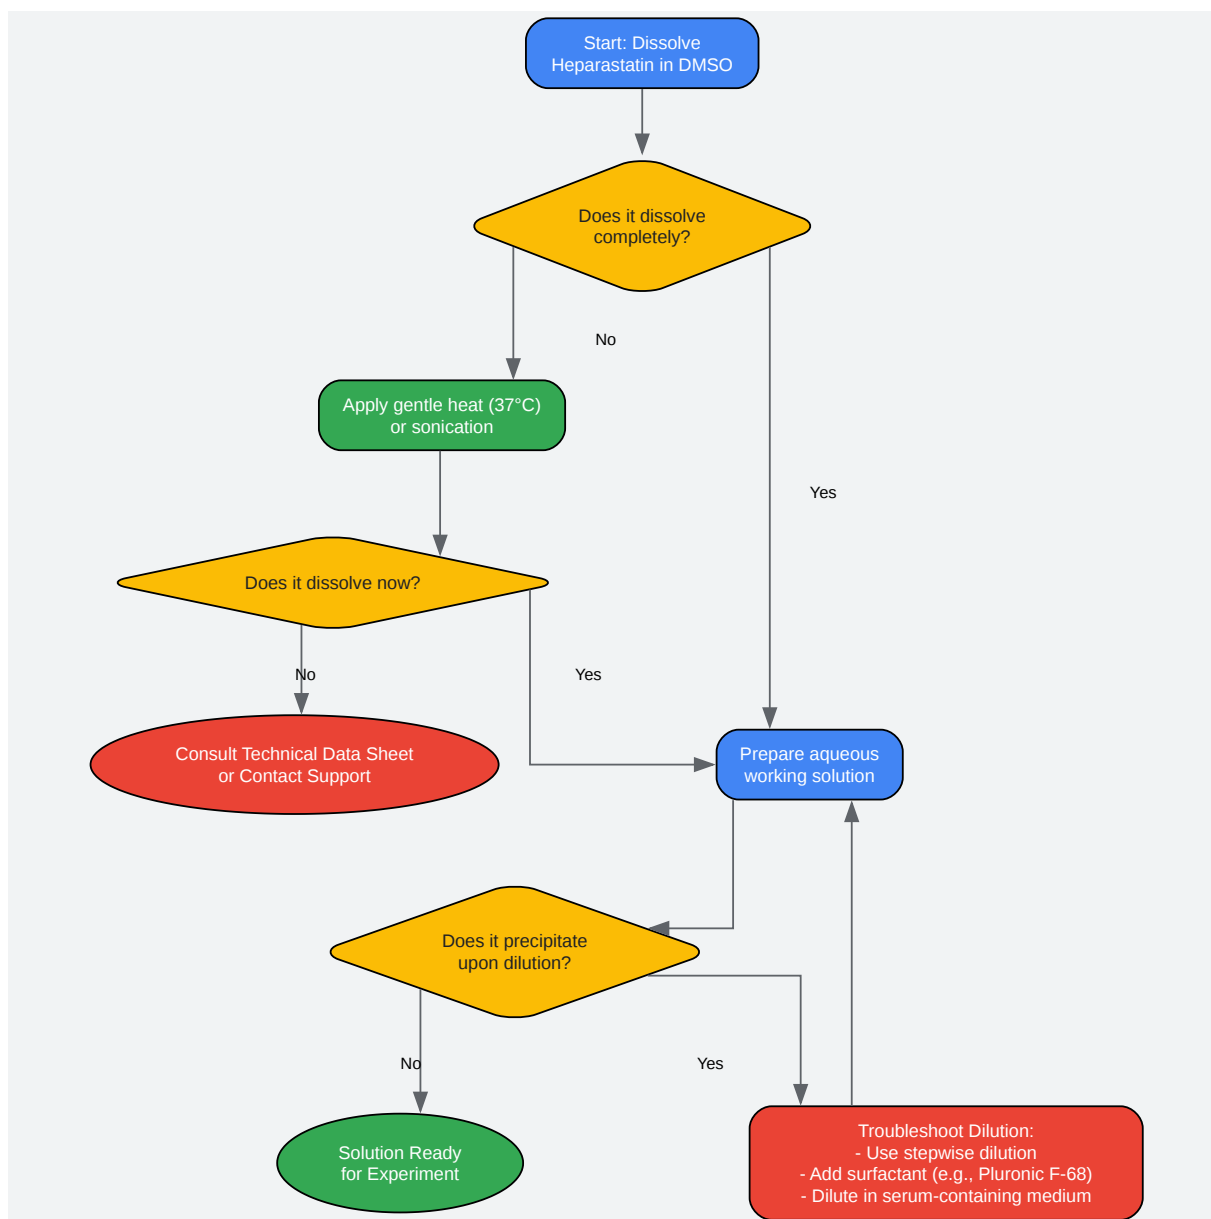 Start: Dissolve
Heparastatin in DMSO
Does it dissolve
completely?
No
Apply gentle heat (37°C)
or sonication
Yes
Does it dissolve now?
No
Yes
Consult Technical Data Sheet
or Contact Support
Prepare aqueous
working solution
Does it precipitate
upon dilution?
No
Yes
Solution Ready
for Experiment
Troubleshoot Dilution:
- Use stepwise dilution
- Add surfactant (e.g., Pluronic F-68)
- Dilute in serum-containing medium